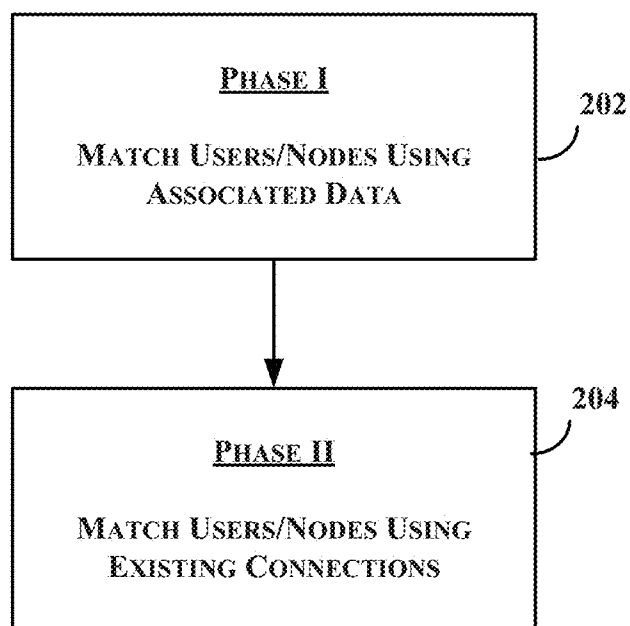 PHASE I
202
MATCH USERS/NODES USING
ASSOCIATED DATA
204
PHASE II
MATCH USERS/NODES USING
EXISTING CONNECTIONS